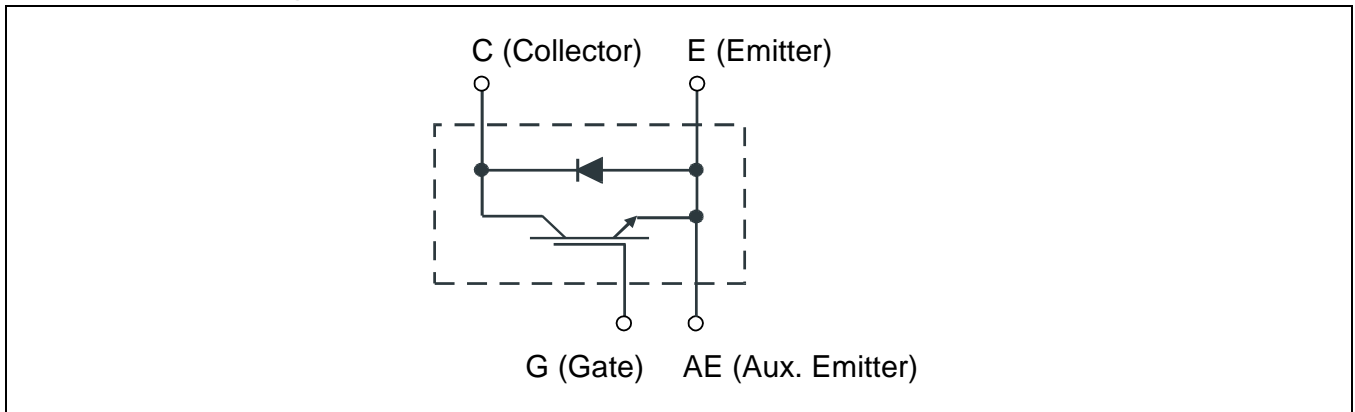 C (Collector) E (Emitter)
G (Gate) AE (Aux. Emitter)